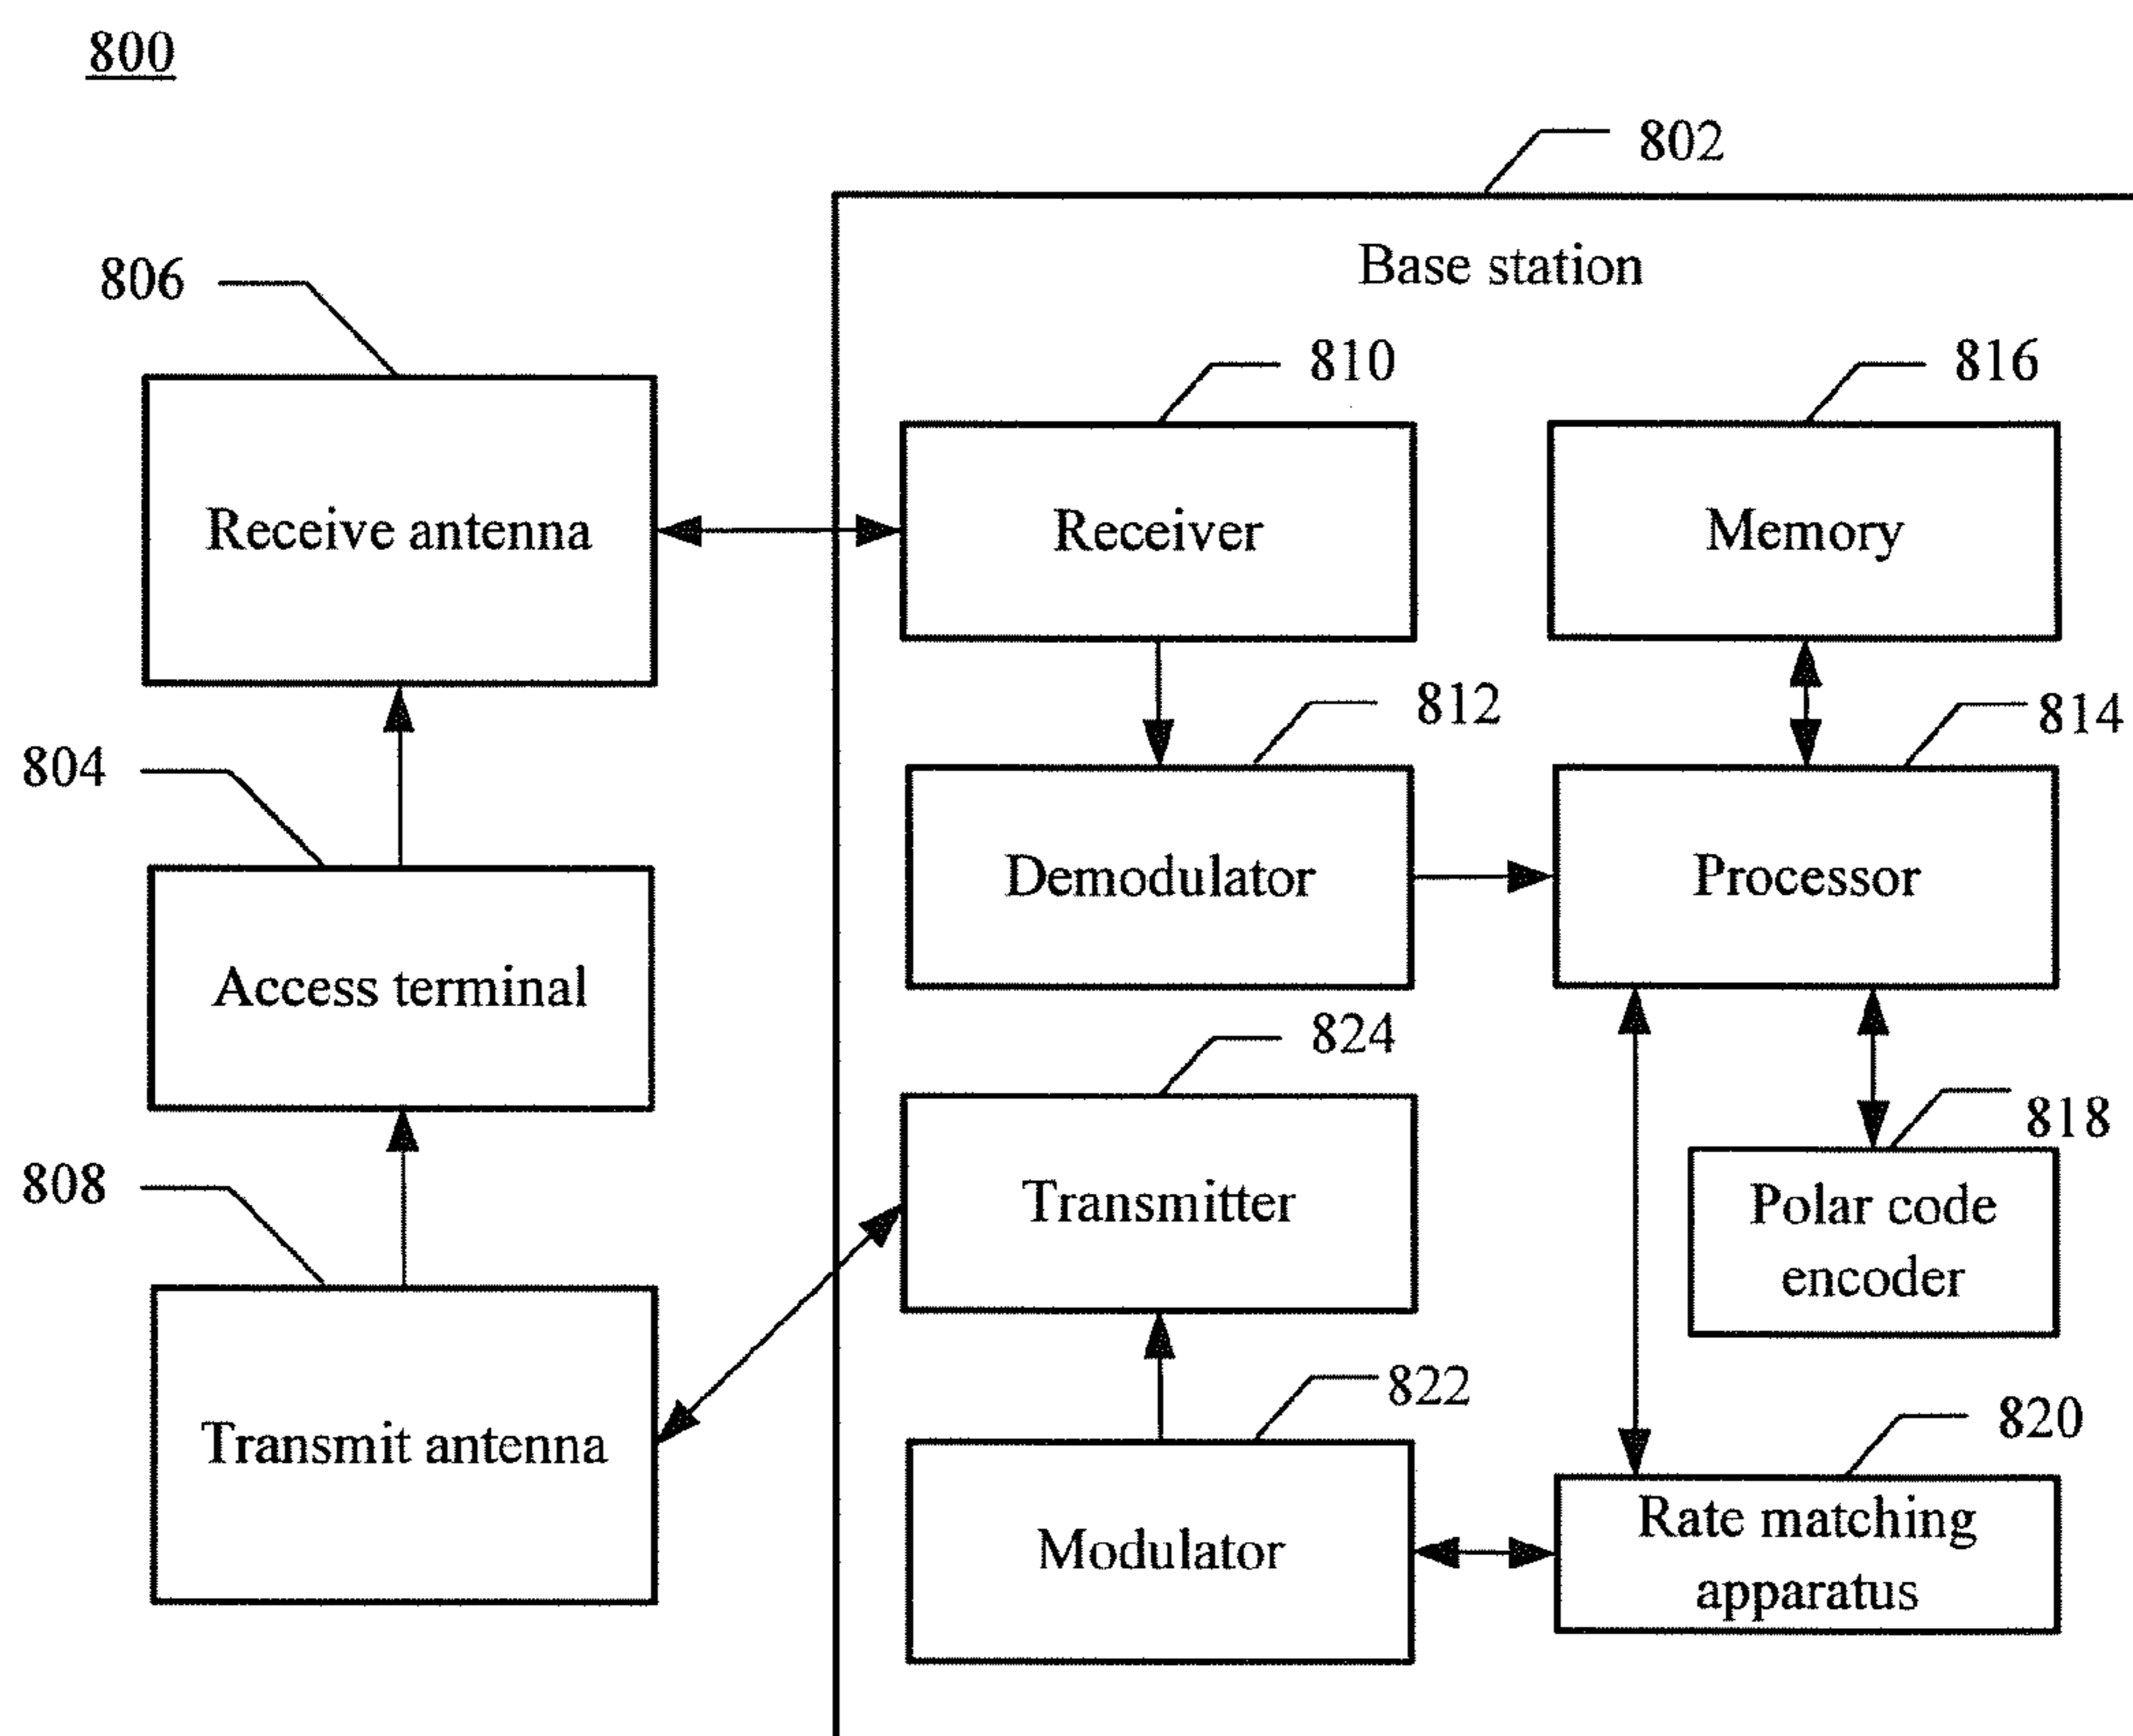 800
802
Base station
806
810
816
Receive antenna
Receiver
Memory
804
812
814
Access terminal
Demodulator
Processor
824
818
808
Transmitter
Polar code
encoder
822
820
Transmit antenna
Modulator
Rate matching
apparatus